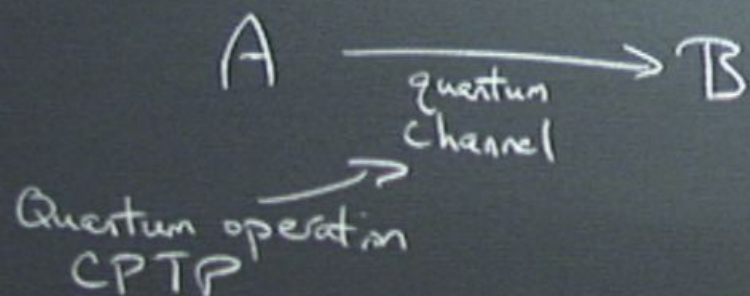 A → B
quantum
channel
Quantum operation
CPTP